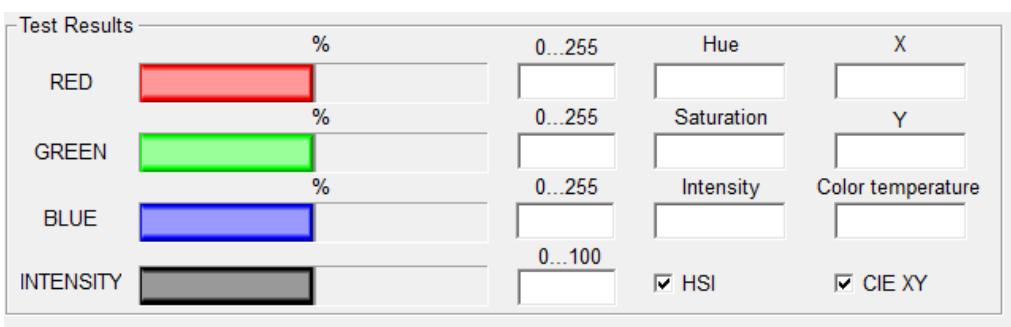 Test Results
% 0...255 Hue X
RED
% 0...255 Saturation Y
GREEN
% 0...255 Intensity Color temperature
BLUE
0...100
INTENSITY HSI CIE XY